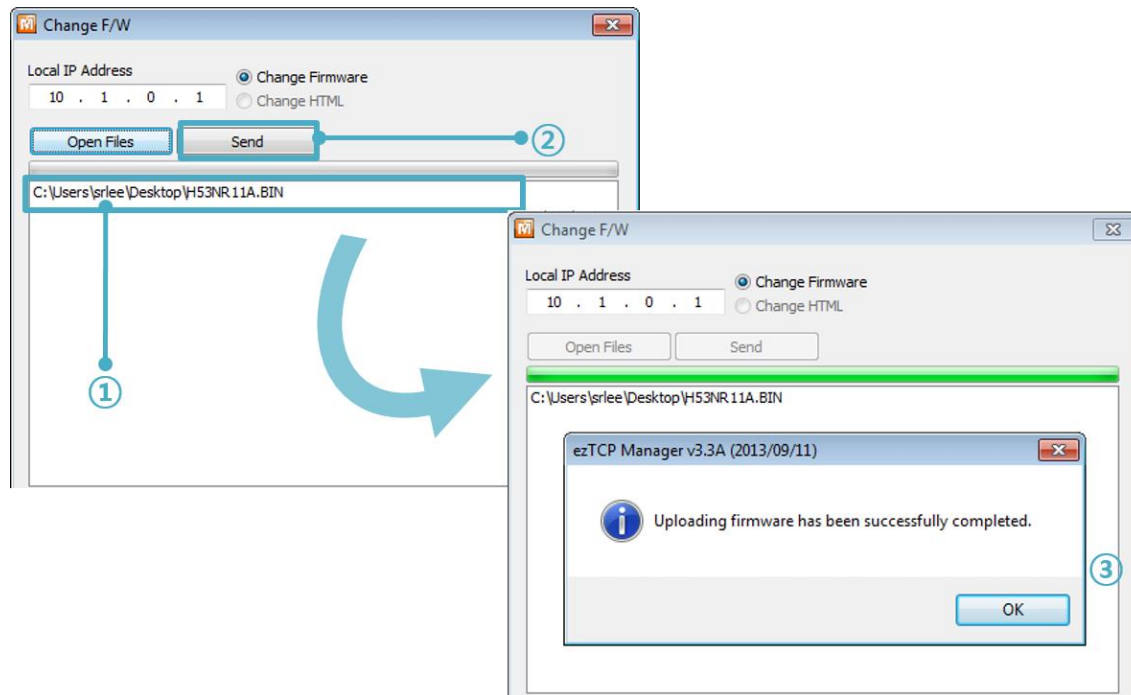 Change F/W
Local IP Address
Change Firmware
10 . 1 . 0 . 1
Change HTML
Open Files
Send
②
C:\Users\srlee\Desktop\H53NR11A.BIN
①
Change F/W
Local IP Address
Change Firmware
10 . 1 . 0 . 1
Change HTML
Open Files
Send
C:\Users\srlee\Desktop\H53NR11A.BIN
ezTCP Manager v3.3A (2013/09/11)
Uploading firmware has been successfully completed.
③
OK